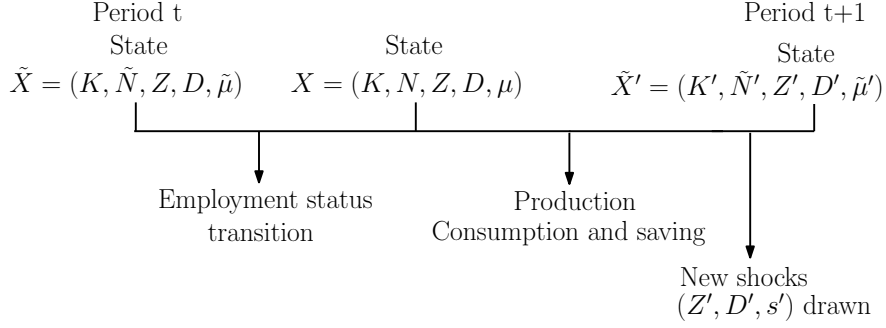 Period t
Period t+1
State
State
State
X̃ = (K, Ñ, Z, D, μ̃)
X = (K, N, Z, D, μ)
X̃′ = (K′, Ñ′, Z′, D′, μ̃′)
Employment status
transition
Production
Consumption and saving
New shocks
(Z′, D′, s′) drawn